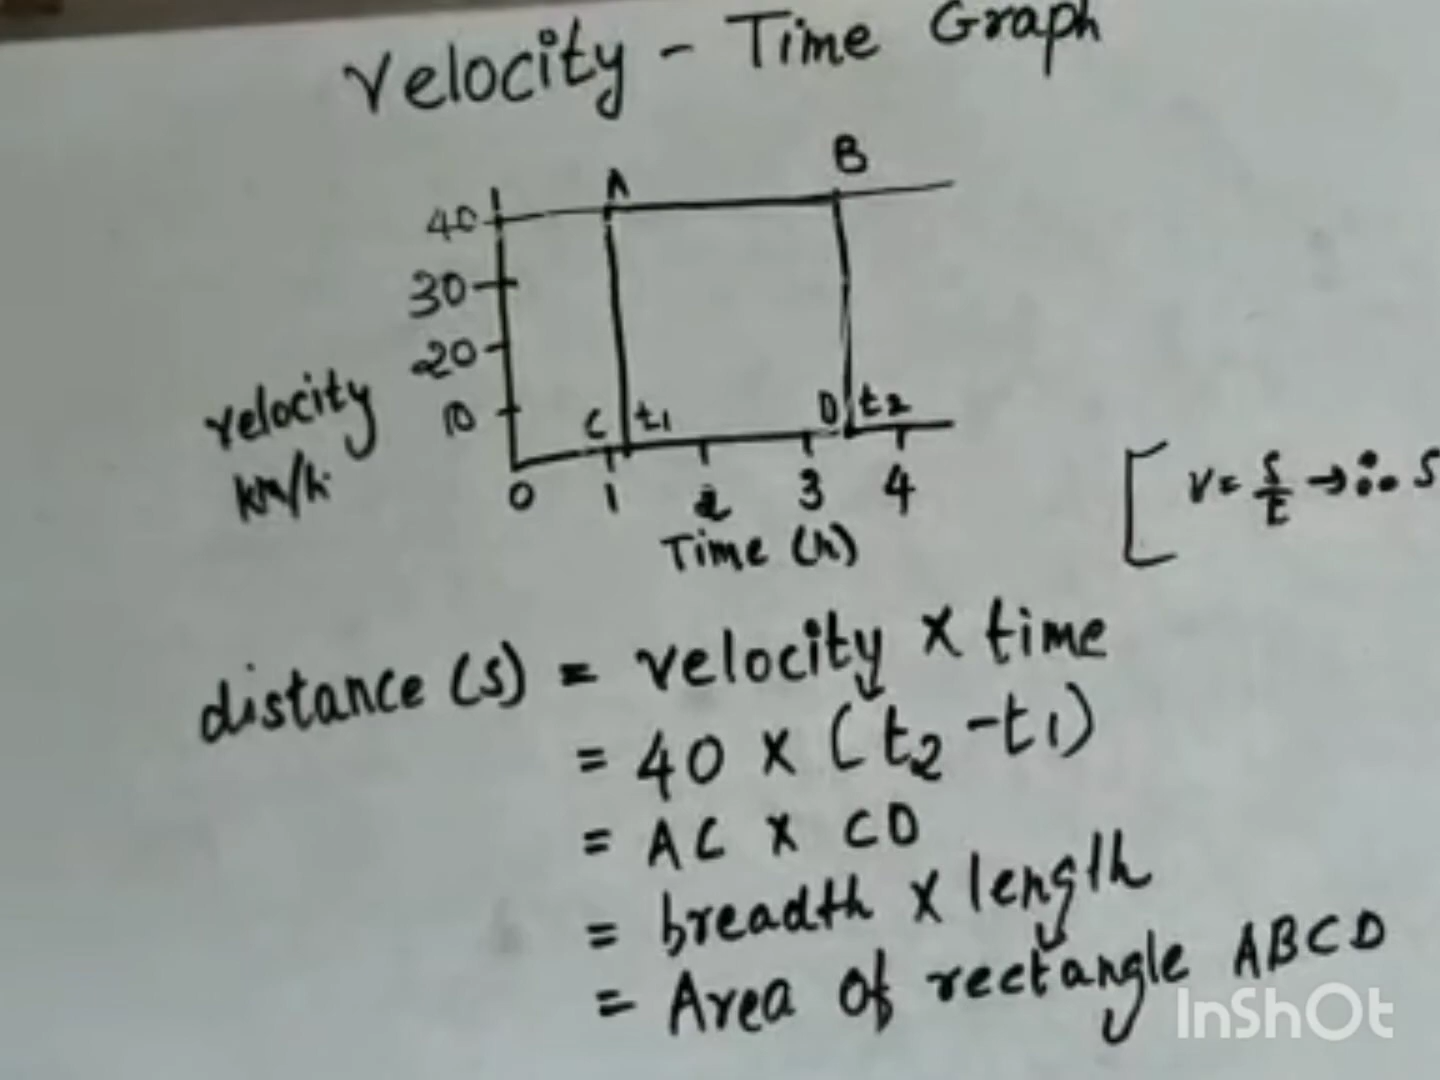 Velocity - Time Graph
A
B
40
30
20
10
velocity
km/h
C
t1
D
t2
0 1 2 3 4
Time (h)
[ v = s/t → ∴ S
distance (s) = velocity × time
= 40 × (t2 - t1)
= AC × CD
= breadth × length
= Area of rectangle ABCD
InShOt